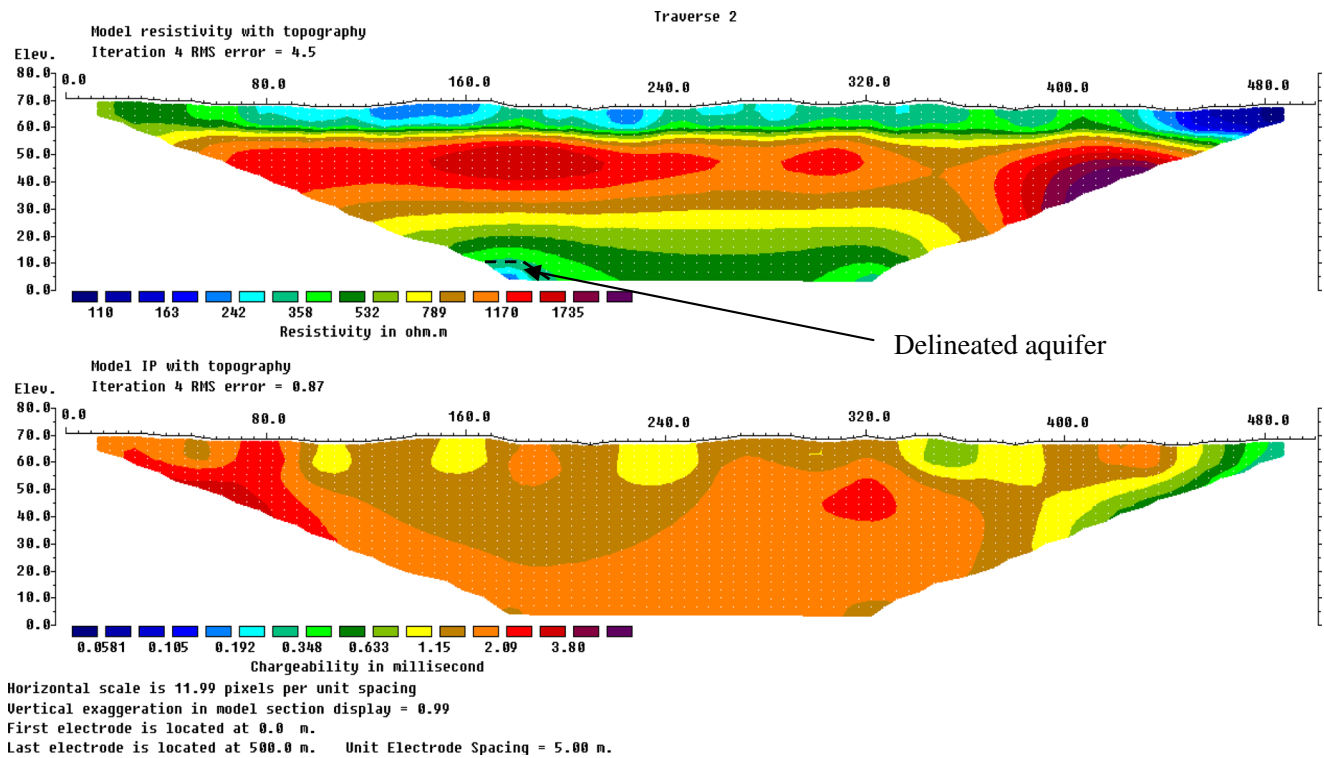 Traverse 2
Model resistivity with topography
Iteration 4 RMS error = 4.5
Elev.
0.0 80.0 160.0 240.0 320.0 400.0 480.0
80.0
70.0
60.0
50.0
40.0
30.0
20.0
10.0
0.0
110 163 242 358 532 789 1170 1735
Resistivity in ohm.m
Delineated aquifer
Model IP with topography
Iteration 4 RMS error = 0.87
Elev.
0.0 80.0 160.0 240.0 320.0 400.0 480.0
80.0
70.0
60.0
50.0
40.0
30.0
20.0
10.0
0.0
0.0581 0.105 0.192 0.348 0.633 1.15 2.09 3.80
Chargeability in millisecond
Horizontal scale is 11.99 pixels per unit spacing
Vertical exaggeration in model section display = 0.99
First electrode is located at 0.0 m.
Last electrode is located at 500.0 m. Unit Electrode Spacing = 5.00 m.